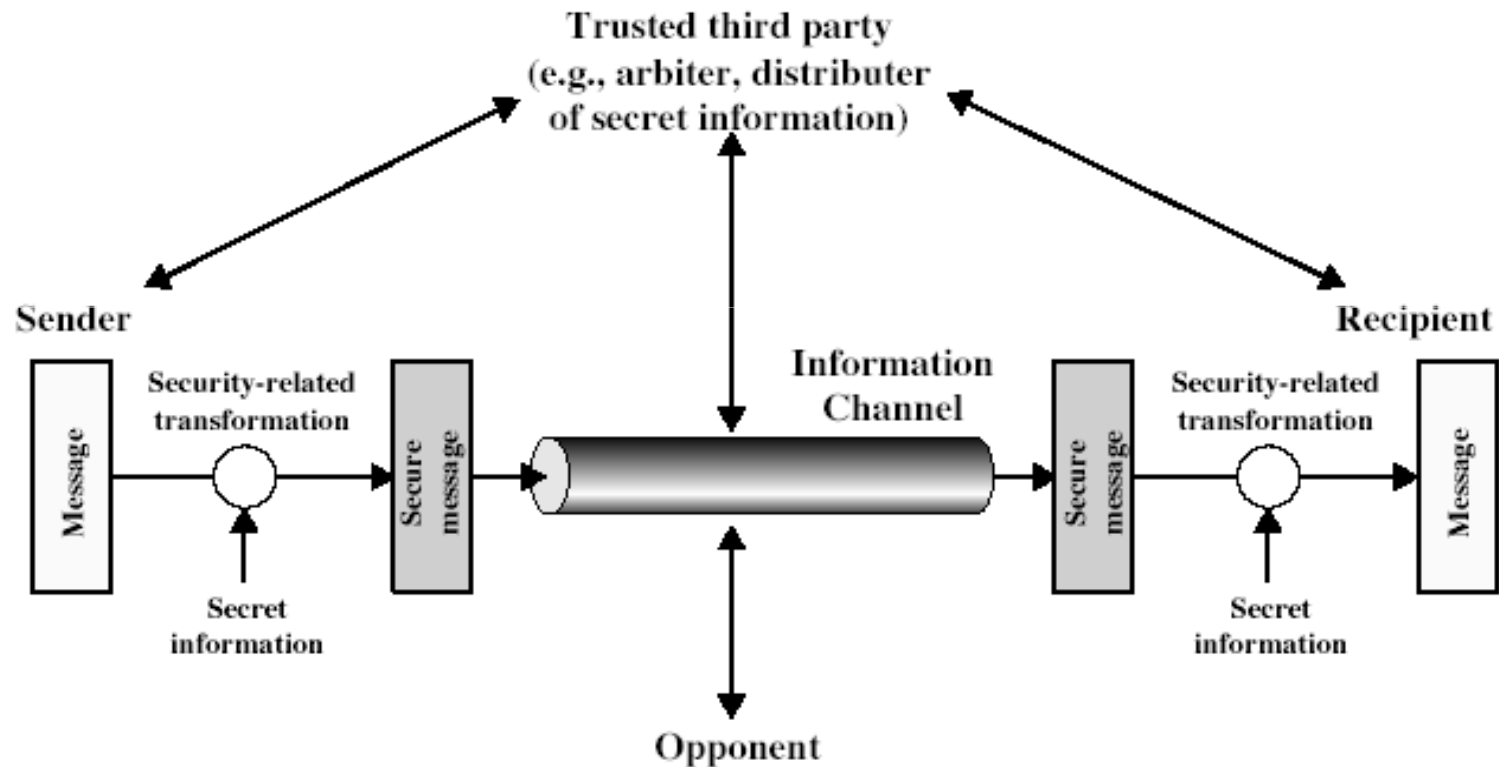 Trusted third party
(e.g., arbiter, distributer
of secret information)
Sender
Recipient
Information
Channel
Security-related
transformation
Security-related
transformation
Message
Secure
message
Secure
message
Message
Secret
information
Secret
information
Opponent